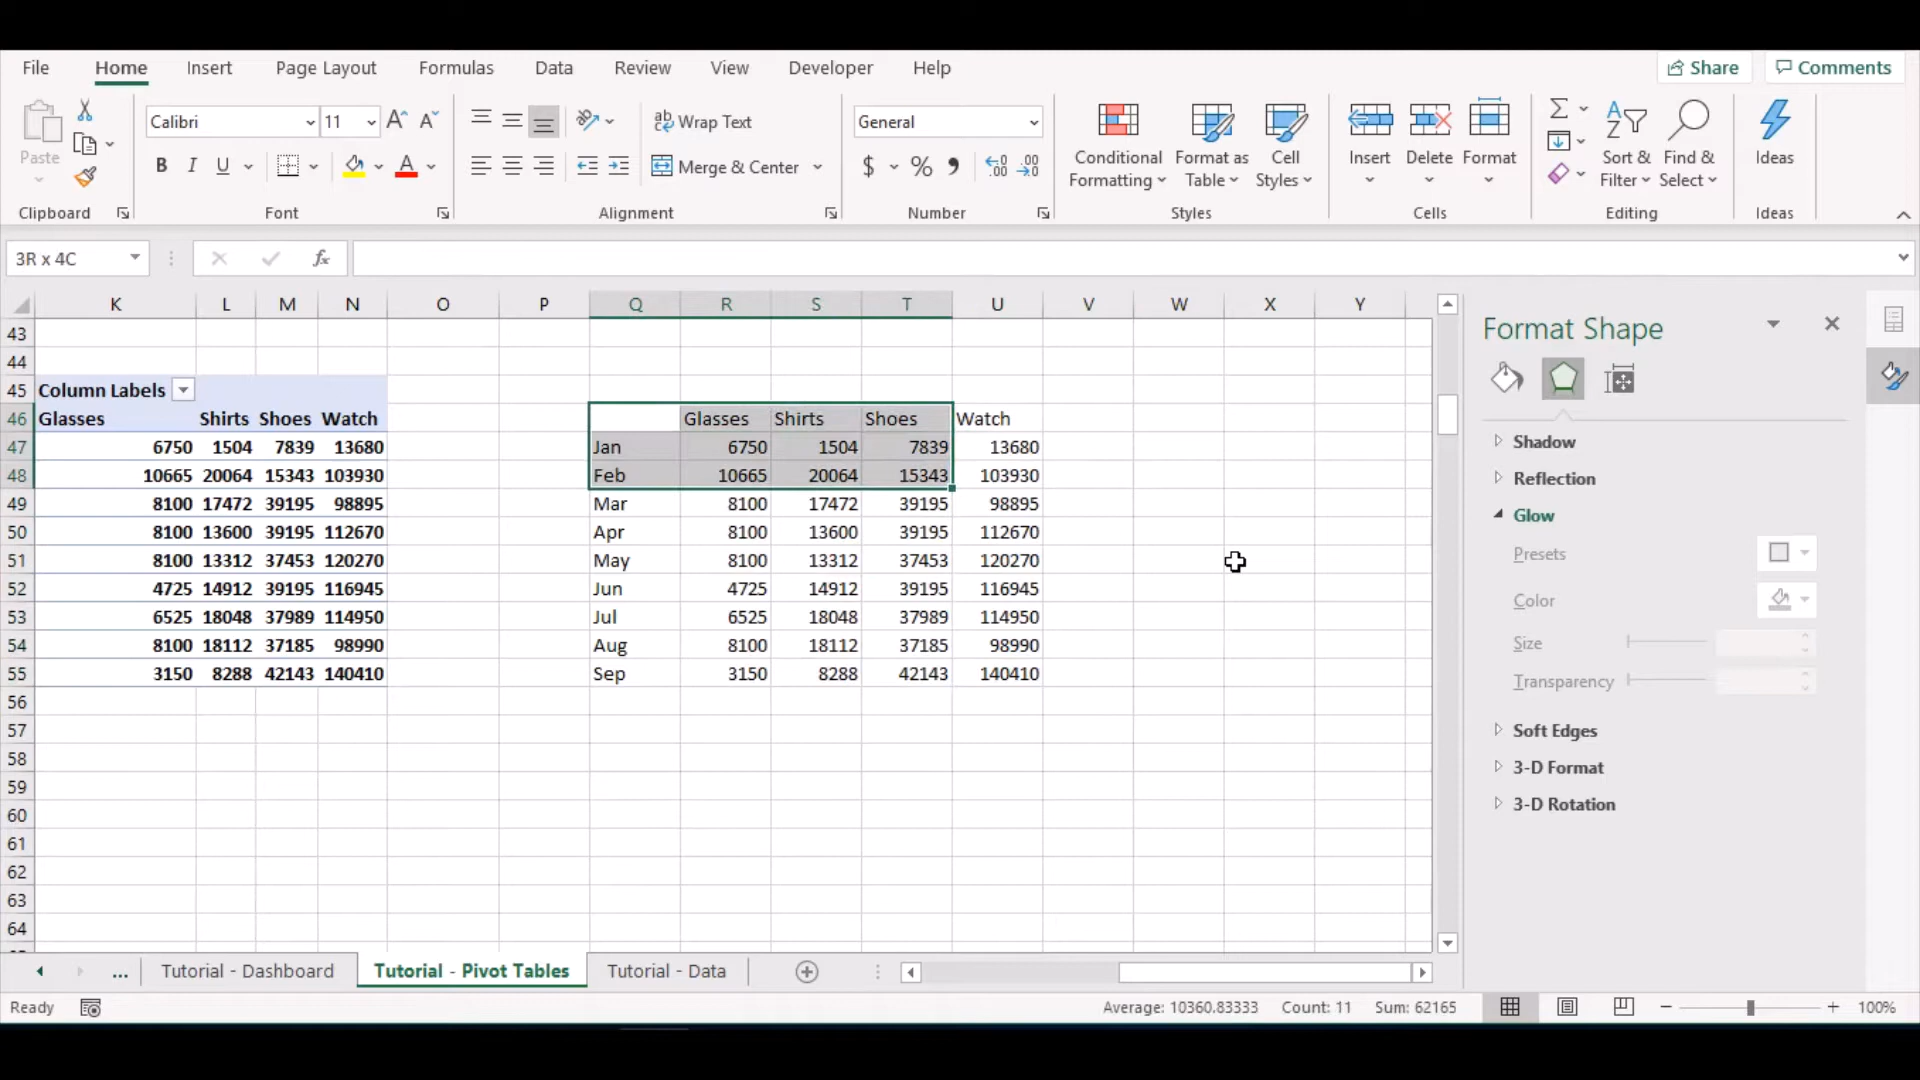 File Home Insert Page Layout Formulas Data Review View Developer Help Share Comments
Calibri 11 Wrap Text General
Paste B I U Merge & Center $ % Conditional Formatting Format as Table Cell Styles Insert Delete Format Sort & Filter Find & Select Ideas
Clipboard Font Alignment Number Styles Cells Editing Ideas
3R x 4C fx
K L M N O P Q R S T U V W X Y
43
44
45 Column Labels
46 Glasses Shirts Shoes Watch Glasses Shirts Shoes Watch
47 6750 1504 7839 13680 Jan 6750 1504 7839 13680
48 10665 20064 15343 103930 Feb 10665 20064 15343 103930
49 8100 17472 39195 98895 Mar 8100 17472 39195 98895
50 8100 13600 39195 112670 Apr 8100 13600 39195 112670
51 8100 13312 37453 120270 May 8100 13312 37453 120270
52 4725 14912 39195 116945 Jun 4725 14912 39195 116945
53 6525 18048 37989 114950 Jul 6525 18048 37989 114950
54 8100 18112 37185 98990 Aug 8100 18112 37185 98990
55 3150 8288 42143 140410 Sep 3150 8288 42143 140410
56
57
58
59
60
61
62
63
64
Format Shape
Shadow
Reflection
Glow
Presets
Color
Size
Transparency
Soft Edges
3-D Format
3-D Rotation
... Tutorial - Dashboard Tutorial - Pivot Tables Tutorial - Data
Ready Average: 10360.83333 Count: 11 Sum: 62165 100%